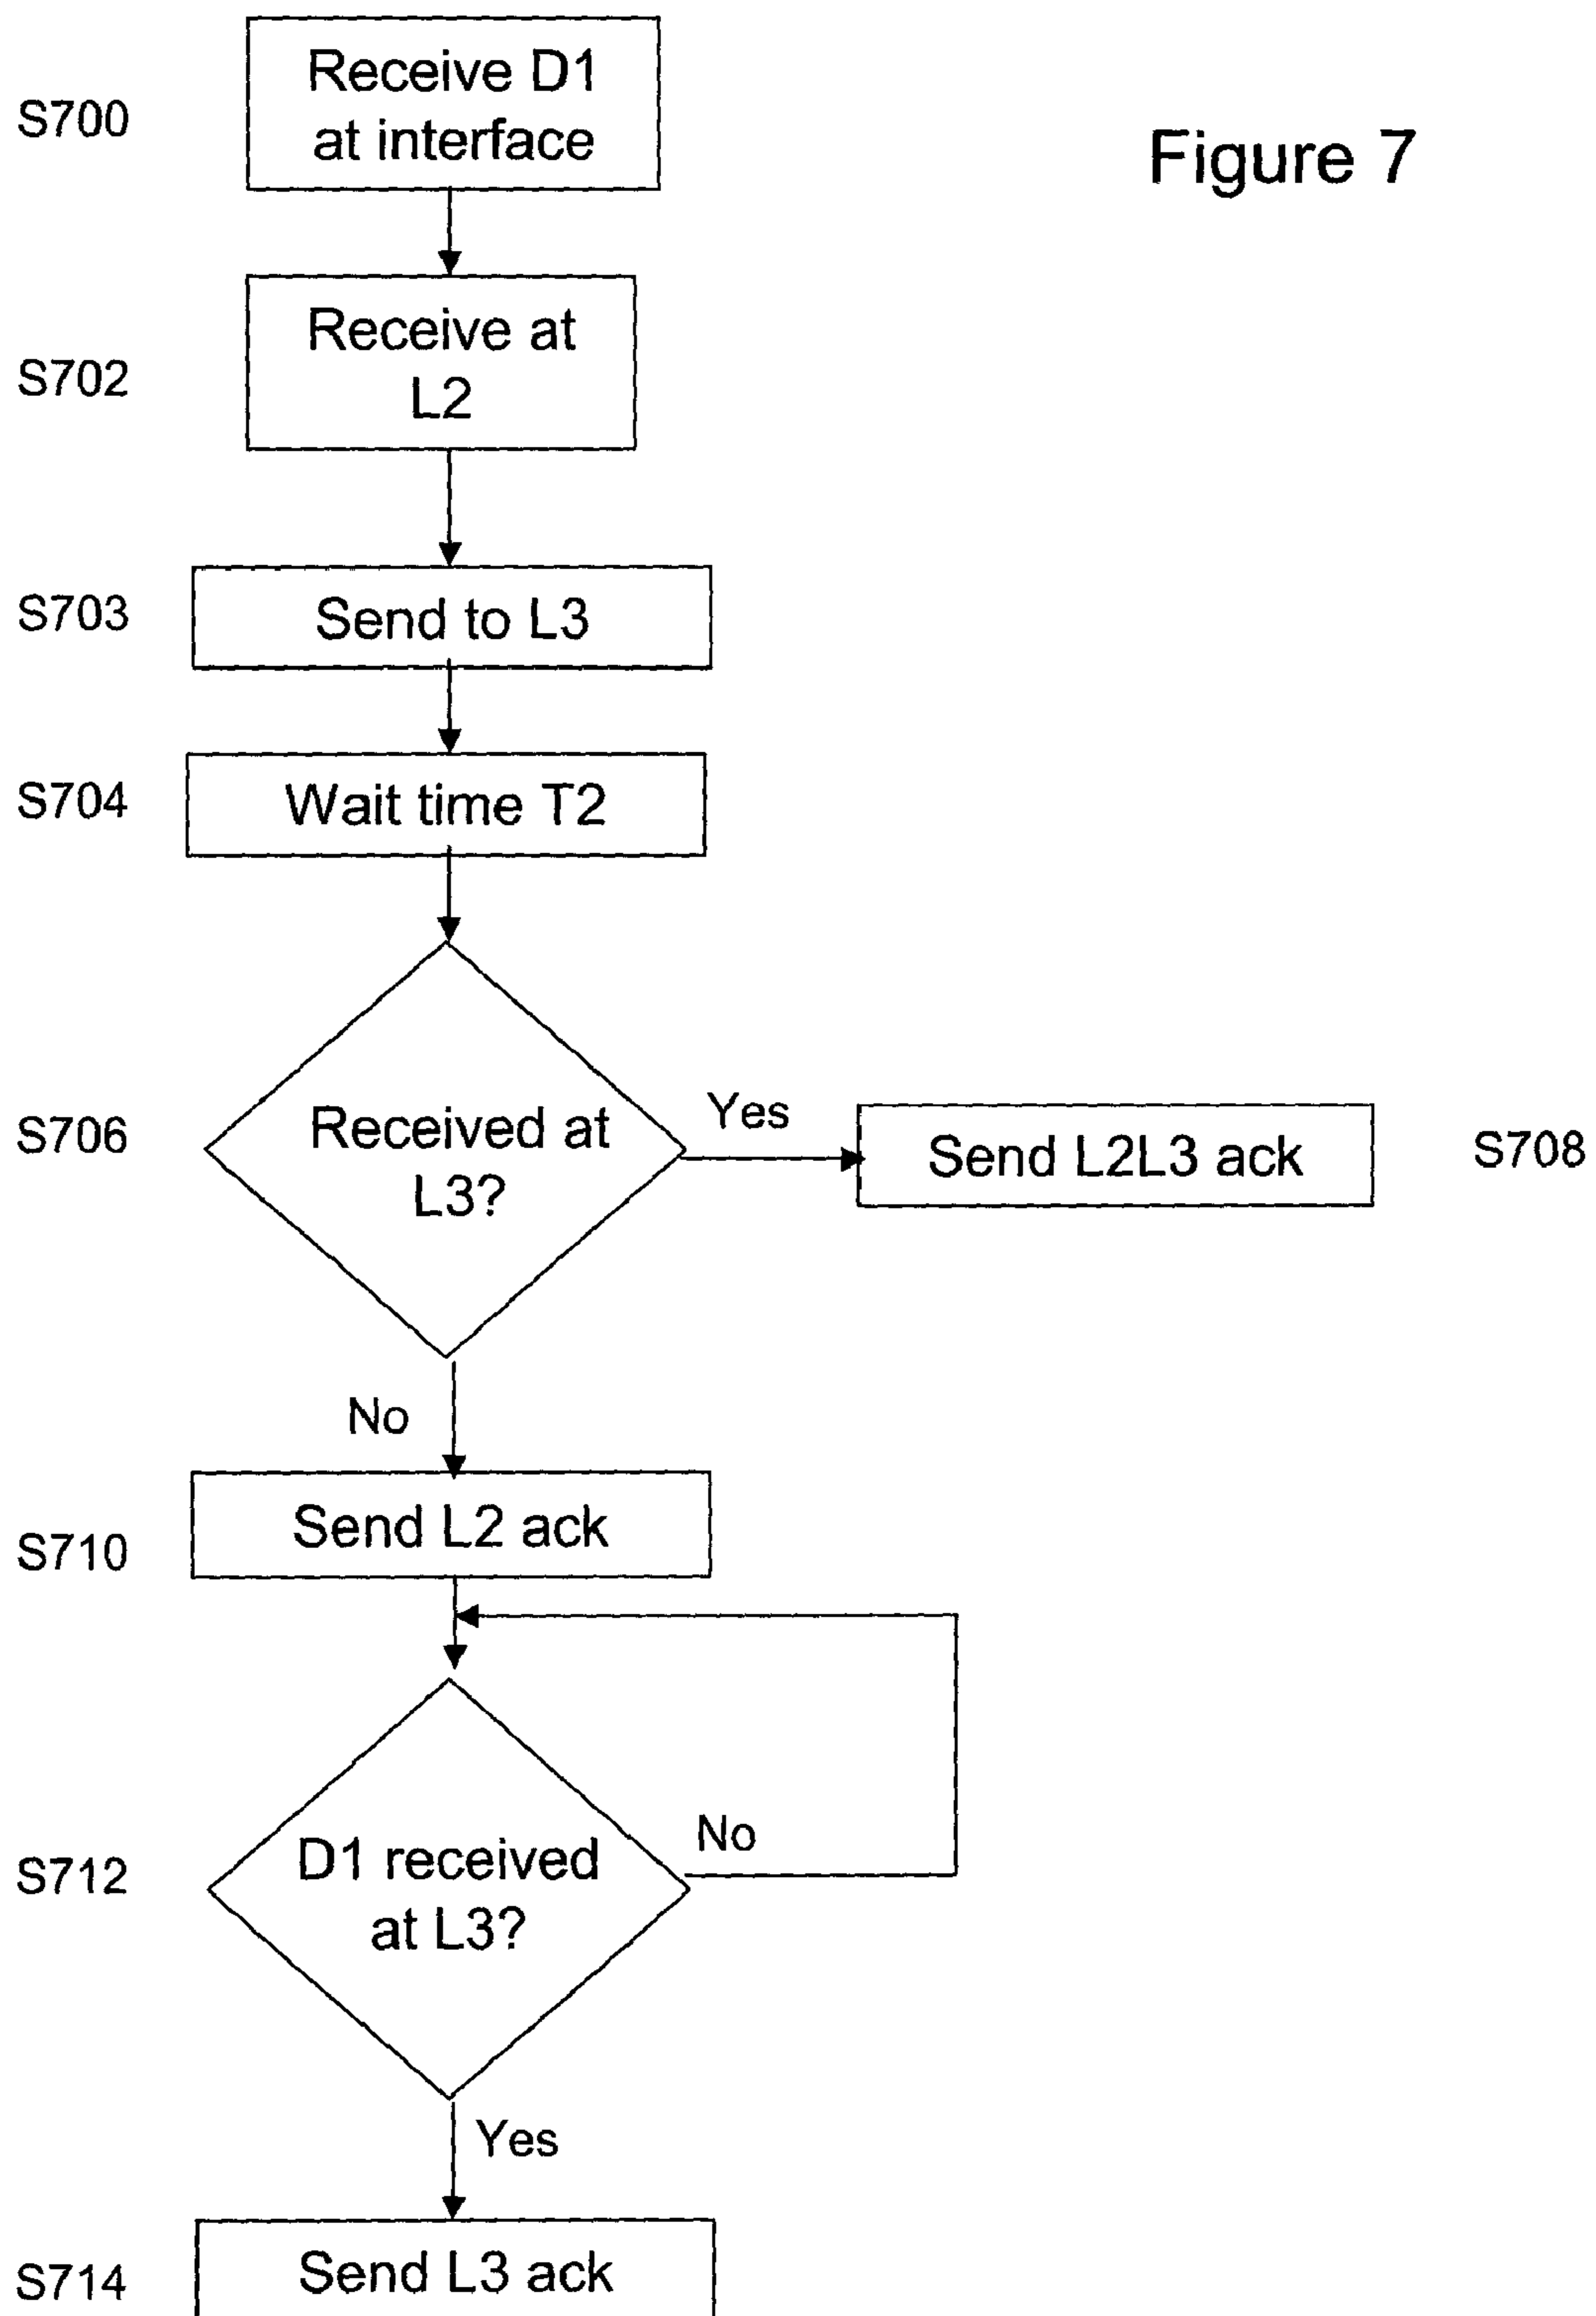 Figure 7
S700
Receive D1
at interface
S702
Receive at
L2
S703
Send to L3
S704
Wait time T2
S706
Received at
L3?
Yes
Send L2L3 ack
S708
No
S710
Send L2 ack
S712
D1 received
at L3?
No
Yes
S714
Send L3 ack